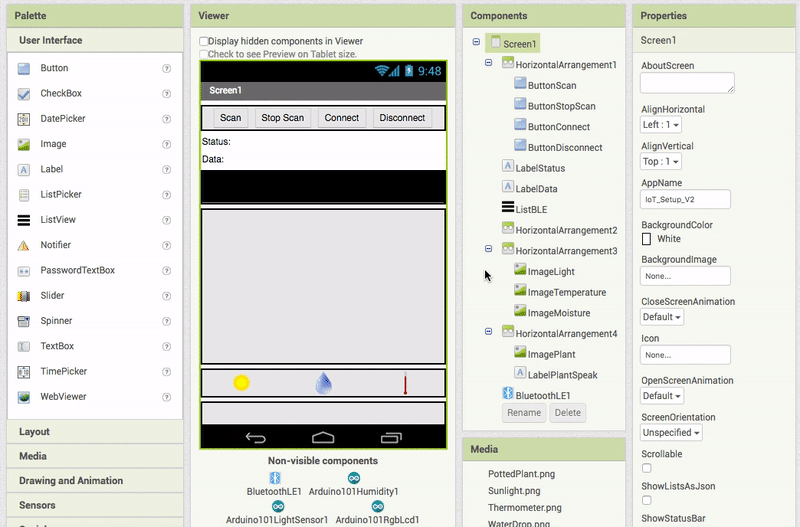 Palette
User Interface
Button
CheckBox
DatePicker
Image
Label
ListPicker
ListView
Notifier
PasswordTextBox
Slider
Spinner
TextBox
TimePicker
WebViewer
Layout
Media
Drawing and Animation
Sensors
Viewer
Display hidden components in Viewer
Check to see Preview on Tablet size.
9:48
Screen1
Scan
Stop Scan
Connect
Disconnect
Status:
Data:
Non-visible components
BluetoothLE1
Arduino101Humidity1
Arduino101LightSensor1
Arduino101RgbLcd1
Components
Screen1
HorizontalArrangement1
ButtonScan
ButtonStopScan
ButtonConnect
ButtonDisconnect
LabelStatus
LabelData
ListBLE
HorizontalArrangement2
HorizontalArrangement3
ImageLight
ImageTemperature
ImageMoisture
HorizontalArrangement4
ImagePlant
LabelPlantSpeak
BluetoothLE1
Rename
Delete
Media
PottedPlant.png
Sunlight.png
Thermometer.png
WaterDrop.png
Properties
Screen1
AboutScreen
AlignHorizontal
Left : 1
AlignVertical
Top : 1
AppName
IoT_Setup_V2
BackgroundColor
White
BackgroundImage
None...
CloseScreenAnimation
Default
Icon
None...
OpenScreenAnimation
Default
ScreenOrientation
Unspecified
Scrollable
ShowListsAsJson
ShowStatusBar